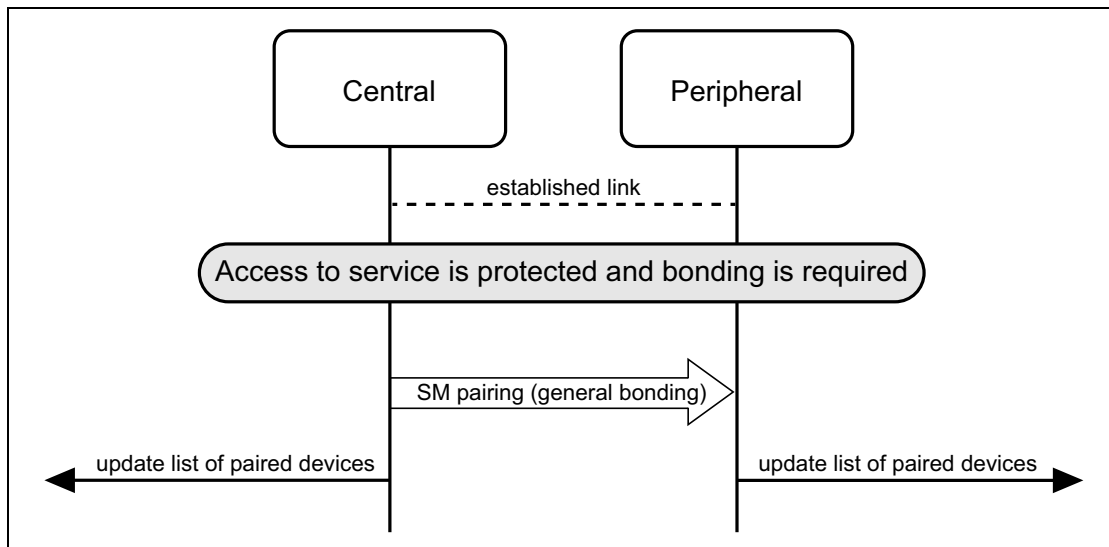 Central
Peripheral
established link
Access to service is protected and bonding is required
SM pairing (general bonding)
update list of paired devices
update list of paired devices